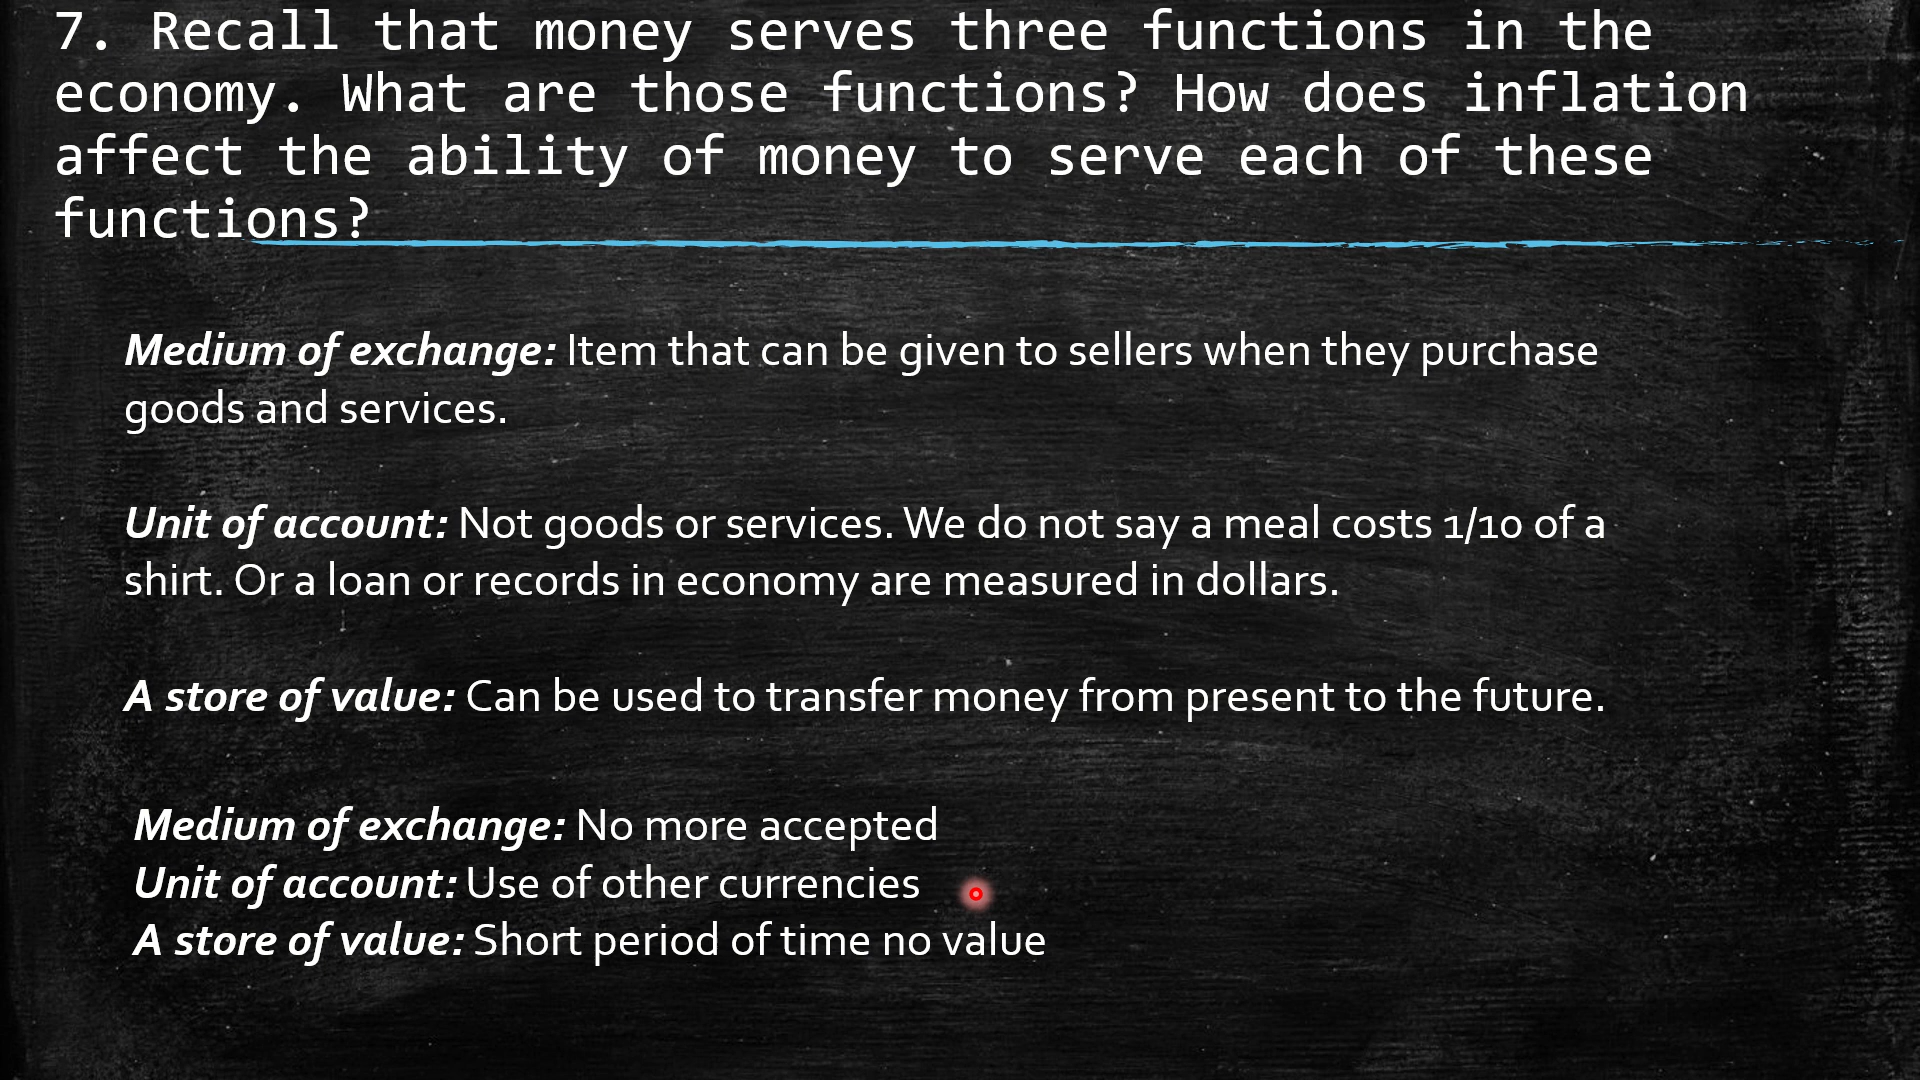 7. Recall that money serves three functions in the
economy. What are those functions? How does inflation
affect the ability of money to serve each of these
functions?
Medium of exchange: Item that can be given to sellers when they purchase
goods and services.
Unit of account: Not goods or services. We do not say a meal costs 1/10 of a
shirt. Or a loan or records in economy are measured in dollars.
A store of value: Can be used to transfer money from present to the future.
Medium of exchange: No more accepted
Unit of account: Use of other currencies
A store of value: Short period of time no value